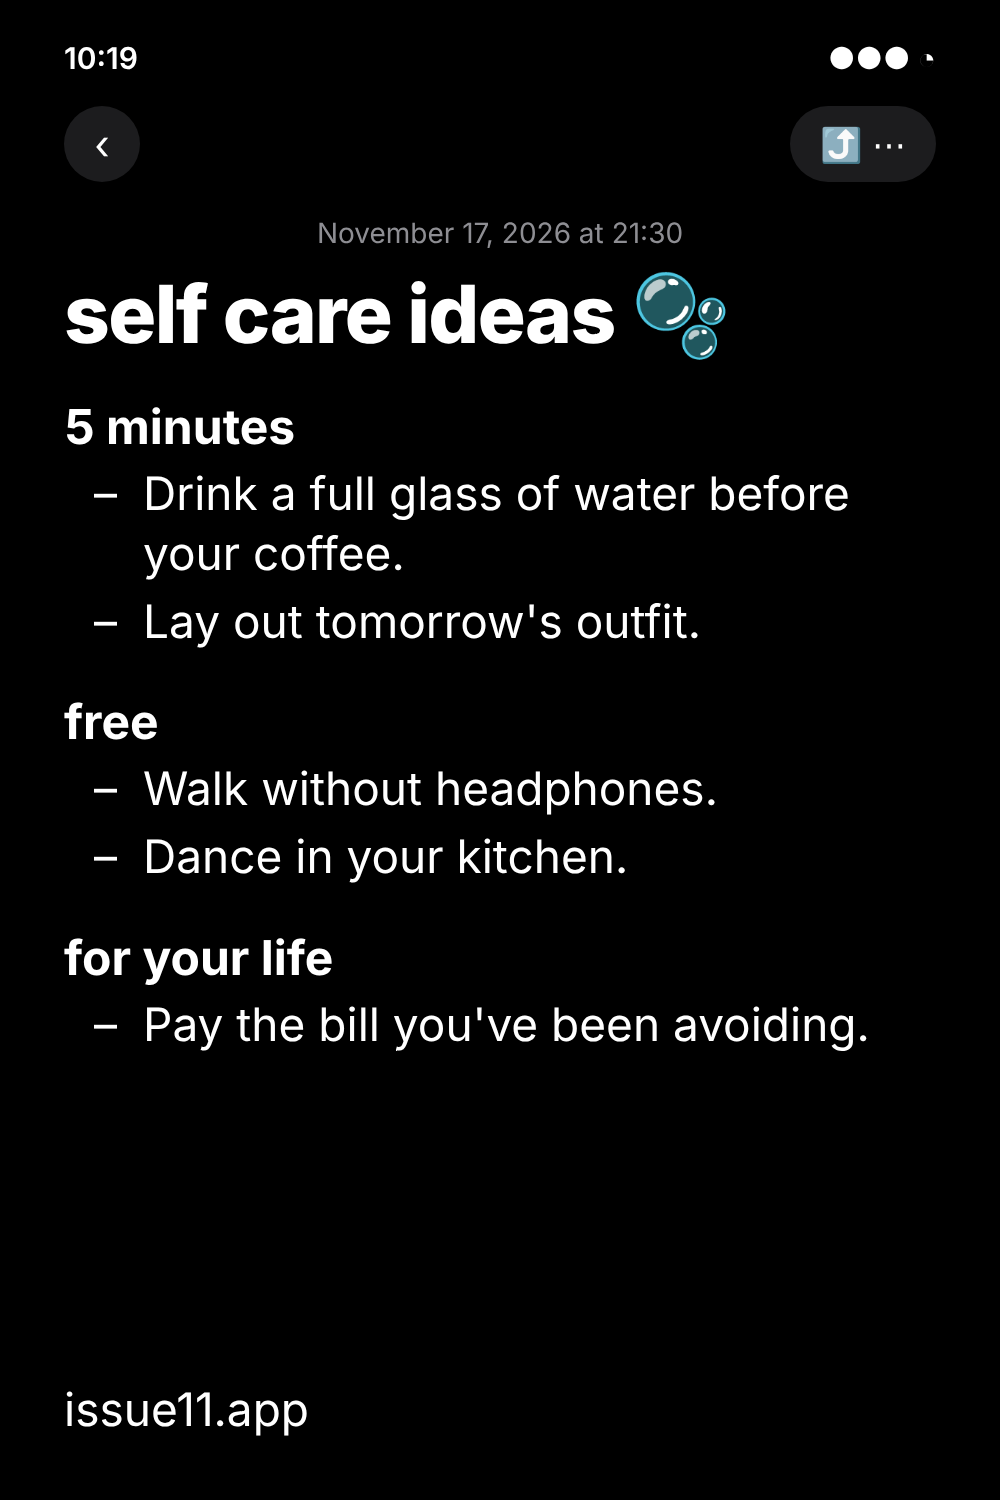 10:19
November 17, 2026 at 21:30
self care ideas 🫧
5 minutes
– Drink a full glass of water before
your coffee.
– Lay out tomorrow's outfit.
free
– Walk without headphones.
– Dance in your kitchen.
for your life
– Pay the bill you've been avoiding.
issue11.app